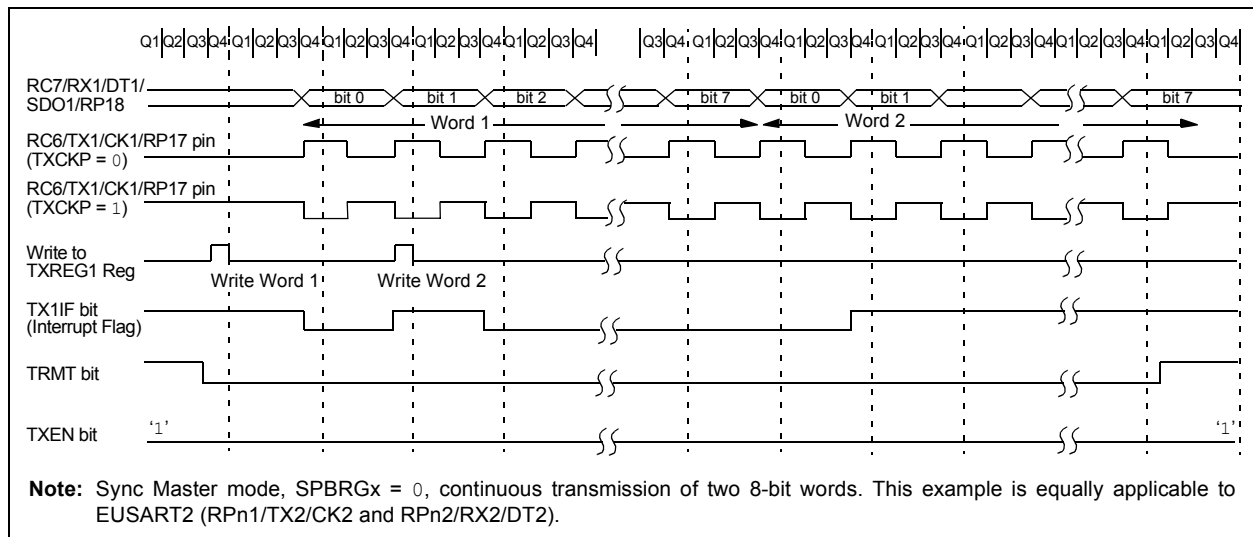 Q1 Q2 Q3 Q4 Q1 Q2 Q3 Q4 Q1 Q2 Q3 Q4 Q1 Q2 Q3 Q4 Q1 Q2 Q3 Q4 Q3 Q4 Q1 Q2 Q3 Q4 Q1 Q2 Q3 Q4 Q1 Q2 Q3 Q4 Q1 Q2 Q3 Q4 Q1 Q2 Q3 Q4 Q1 Q2 Q3 Q4
RC7/RX1/DT1/
SDO1/RP18
bit 0 bit 1 bit 2 bit 7 bit 0 bit 1 bit 7
Word 1 Word 2
RC6/TX1/CK1/RP17 pin
(TXCKP = 0)
RC6/TX1/CK1/RP17 pin
(TXCKP = 1)
Write to
TXREG1 Reg
Write Word 1 Write Word 2
TX1IF bit
(Interrupt Flag)
TRMT bit
TXEN bit
‘1’ ‘1’
Note: Sync Master mode, SPBRGx = 0, continuous transmission of two 8-bit words. This example is equally applicable to
EUSART2 (RPn1/TX2/CK2 and RPn2/RX2/DT2).